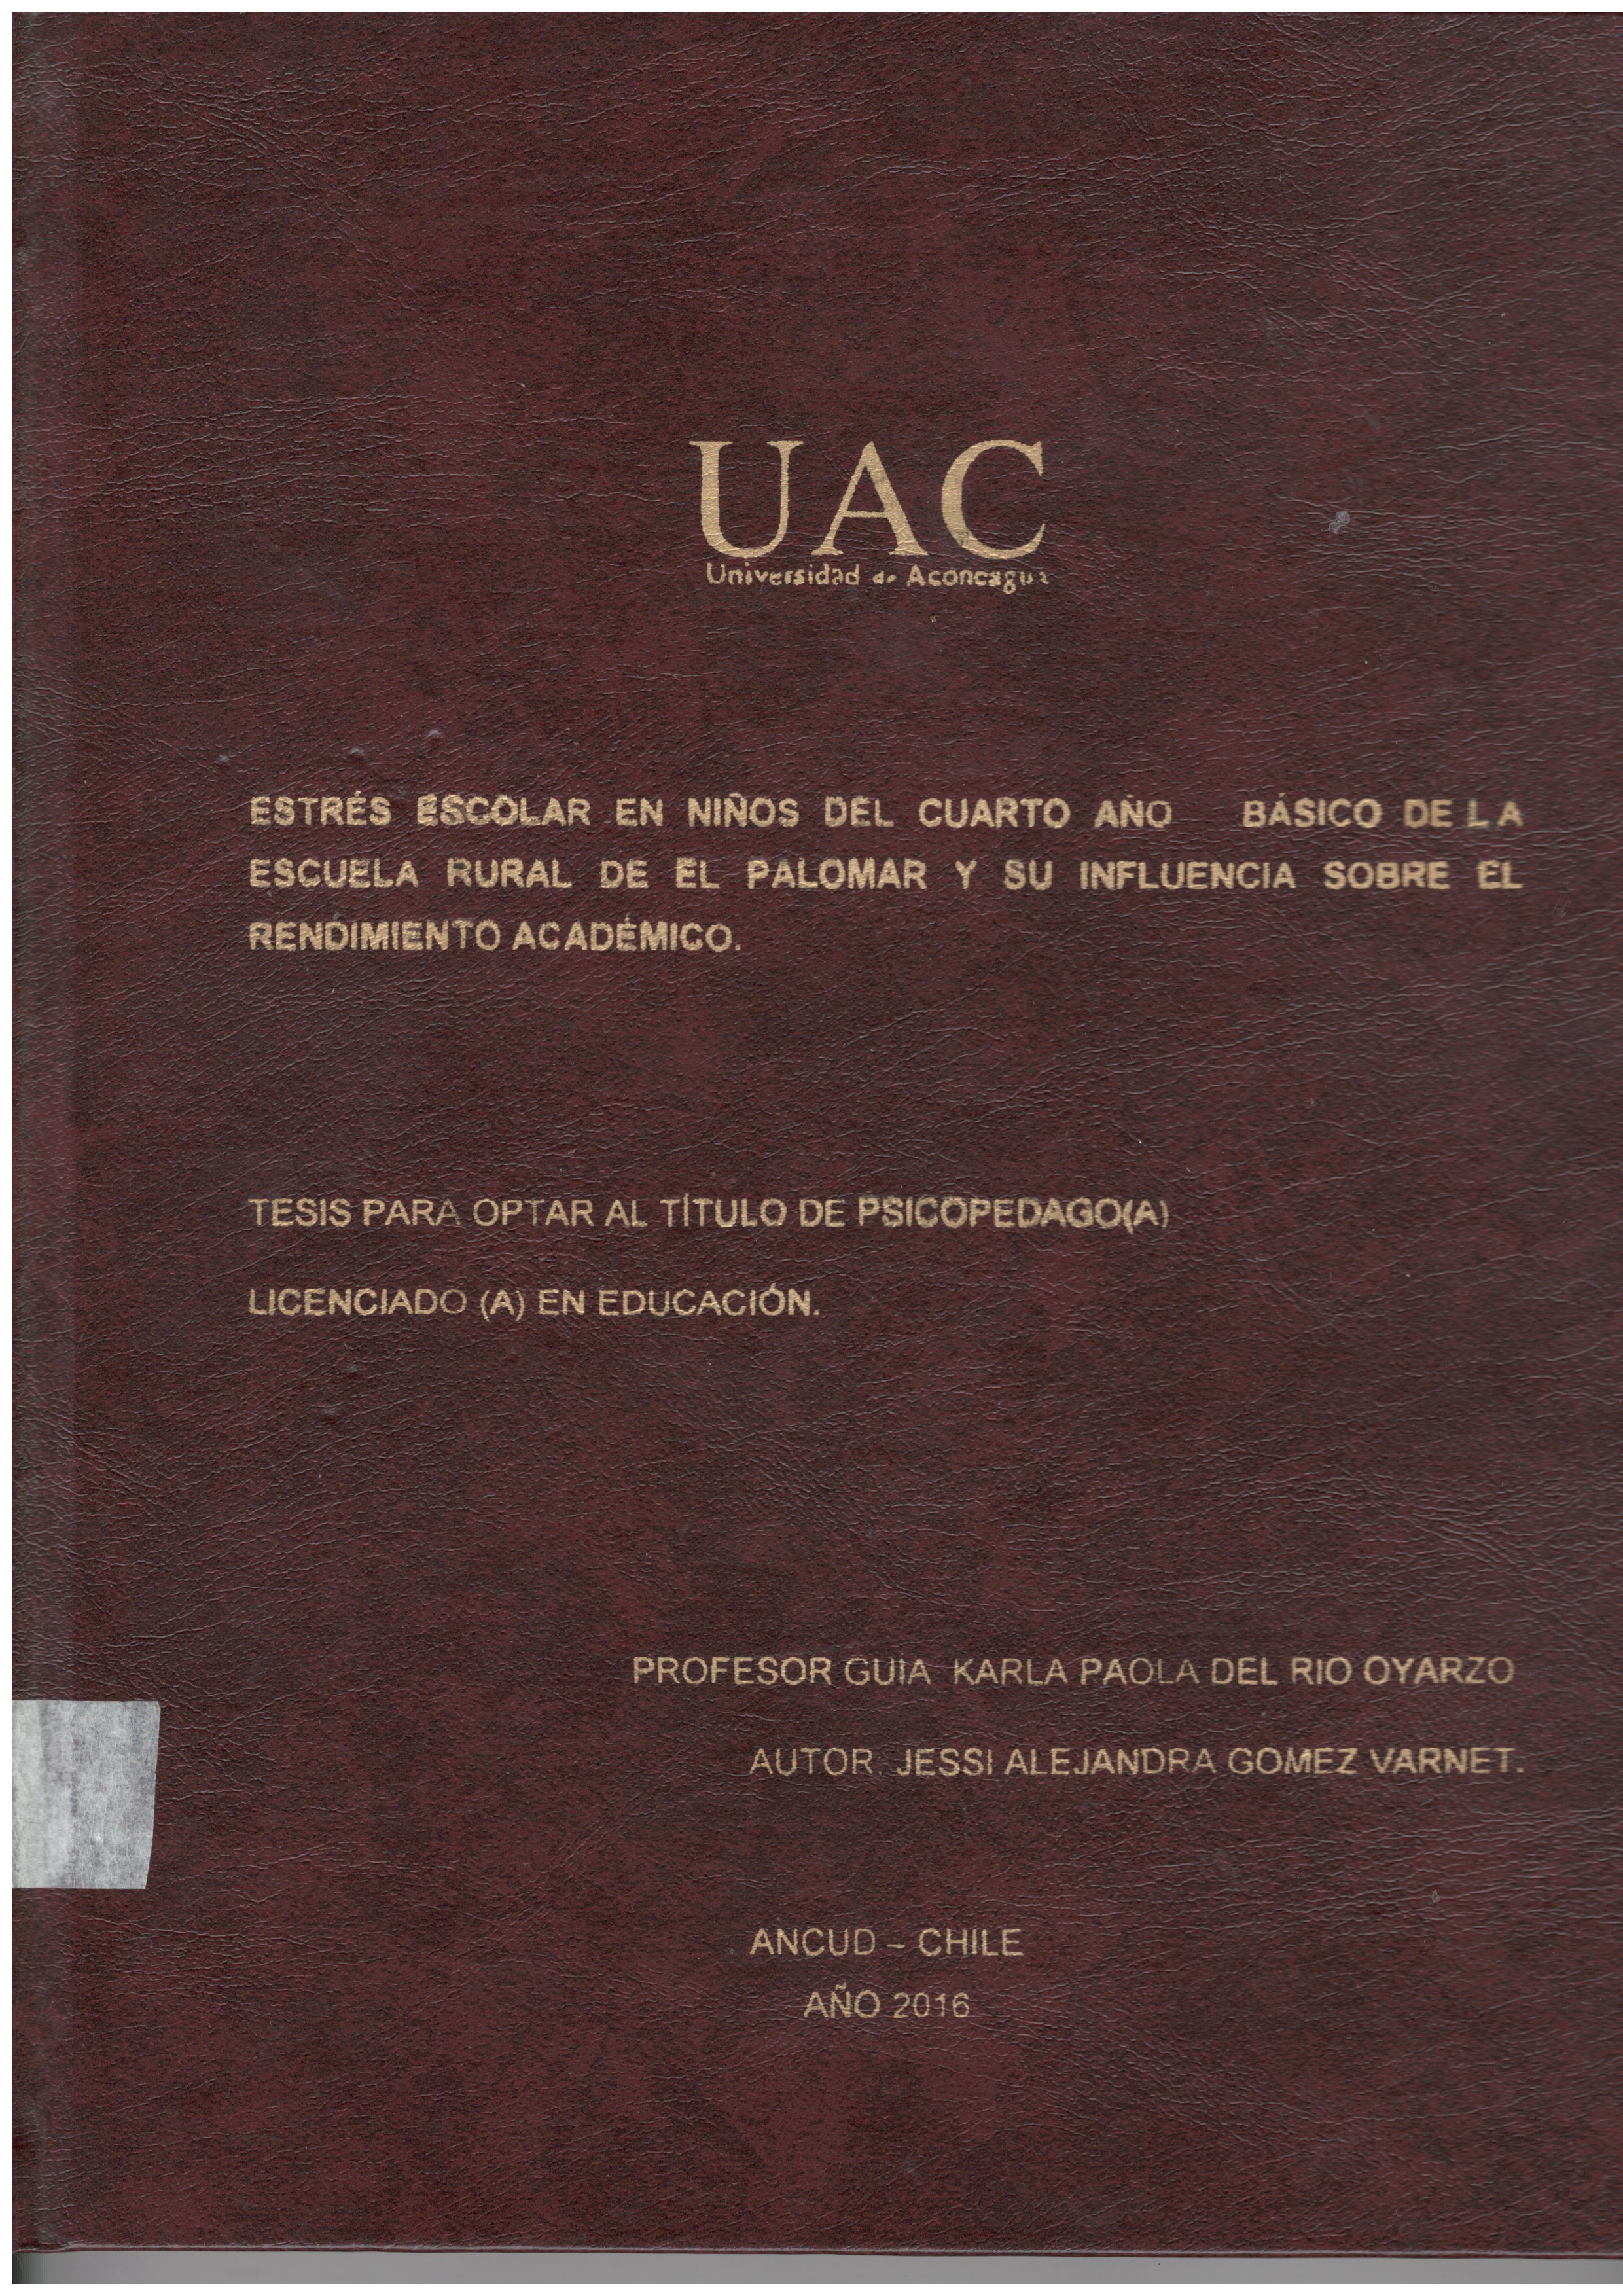 UAC
Universidad de Aconcagua
ESTRÉS ESCOLAR EN NIÑOS DEL CUARTO AÑO BÁSICO DE LA
ESCUELA RURAL DE EL PALOMAR Y SU INFLUENCIA SOBRE EL
RENDIMIENTO ACADÉMICO.
TESIS PARA OPTAR AL TÍTULO DE PSICOPEDAGO(A)
LICENCIADO (A) EN EDUCACIÓN.
PROFESOR GUIA KARLA PAOLA DEL RIO OYARZO
AUTOR. JESSI ALEJANDRA GOMEZ VARNET.
ANCUD – CHILE
AÑO 2016